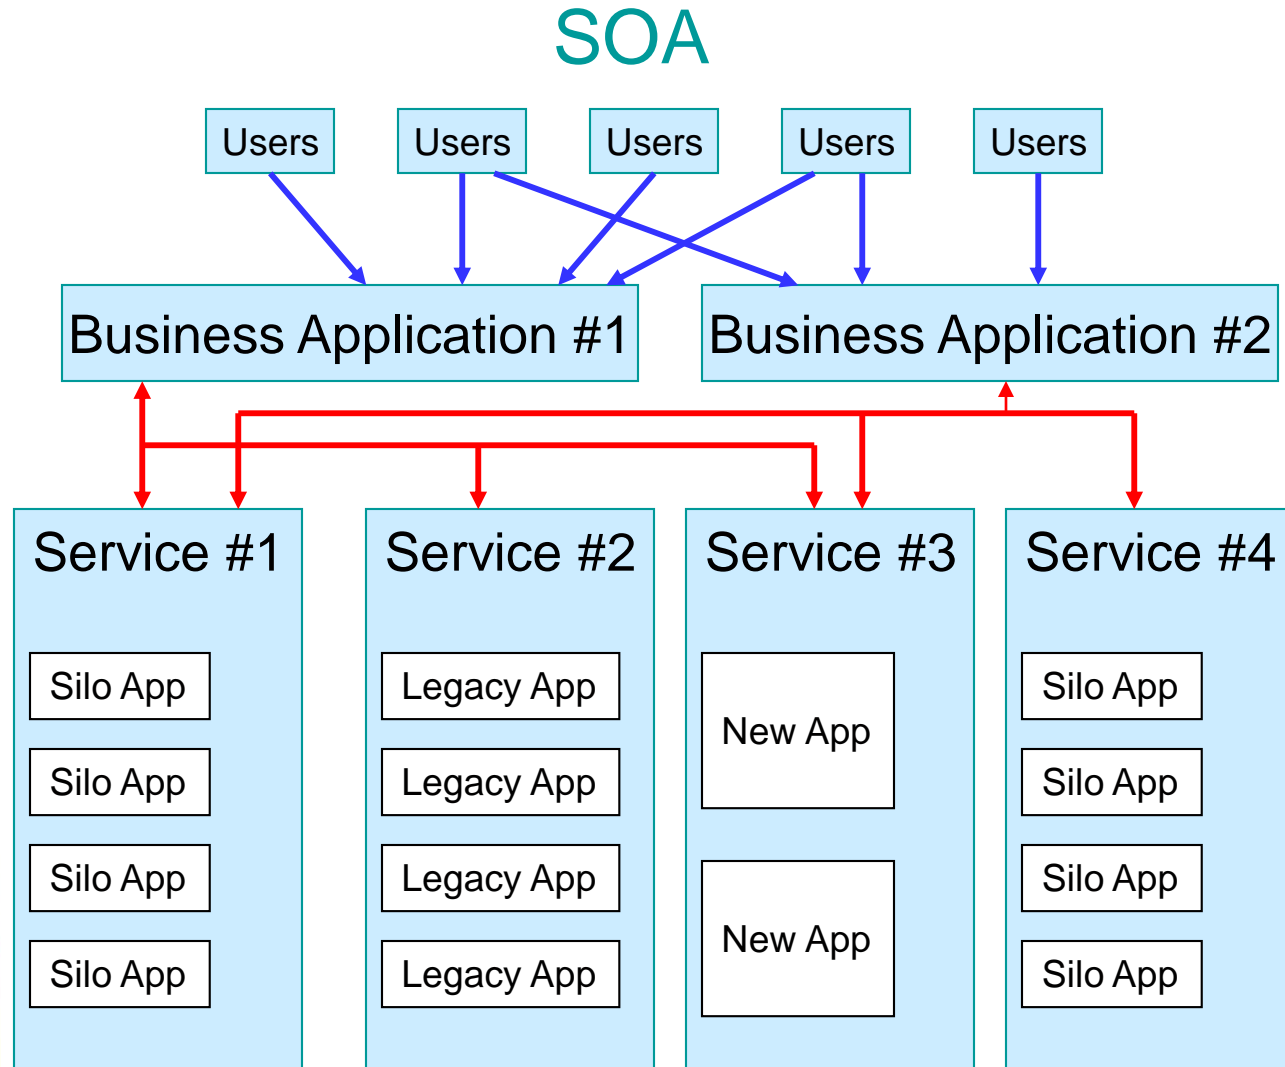 SOA
Users Users Users Users Users
Business Application #1 Business Application #2
Service #1 Service #2 Service #3 Service #4
Silo App Legacy App New App Silo App
Silo App Legacy App Silo App
Silo App Legacy App New App Silo App
Silo App Legacy App Silo App